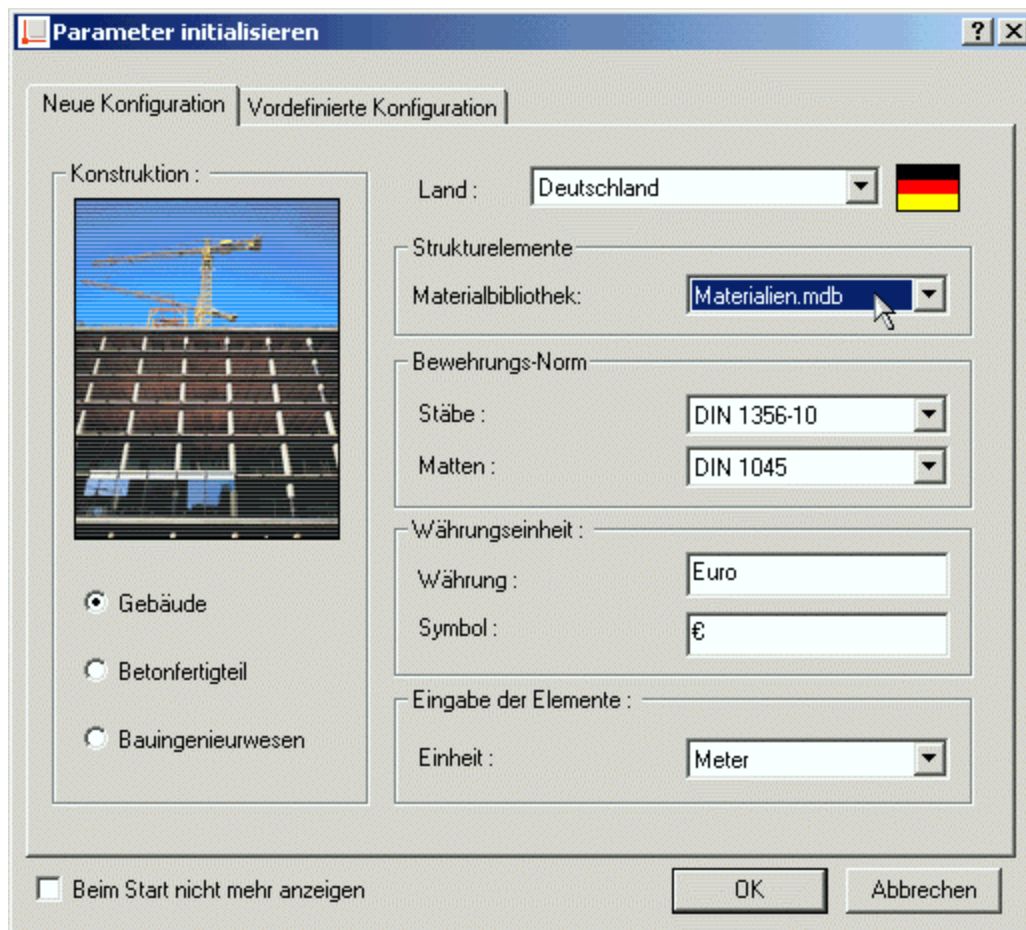 Parameter initialisieren
Neue Konfiguration
Vordefinierte Konfiguration
Konstruktion :
Gebäude
Betonfertigteil
Bauingenieurwesen
Land :
Deutschland
Strukturelemente
Materialbibliothek:
Materialien.mdb
Bewehrungs-Norm
Stäbe :
DIN 1356-10
Matten :
DIN 1045
Währungseinheit :
Währung :
Euro
Symbol :
€
Eingabe der Elemente :
Einheit :
Meter
Beim Start nicht mehr anzeigen
OK
Abbrechen